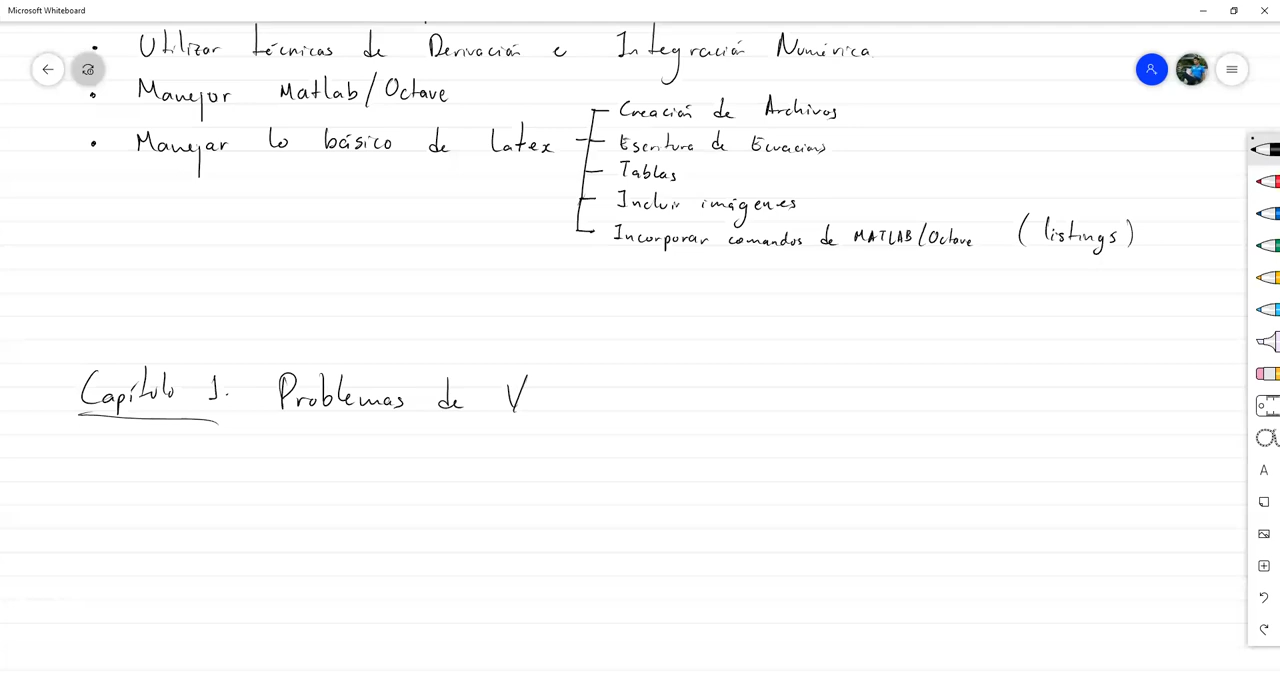 Microsoft Whiteboard
• Utilizar técnicas de Derivación e Integración Numérica
• Manejar Matlab/Octave
• Manejar lo básico de Latex
Creación de Archivos
Escritura de Ecuacions
Tablas
Incluir imágenes
Incorporar comandos de MATLAB/Octave (listings)
Capítulo 1. Problemas de V
A